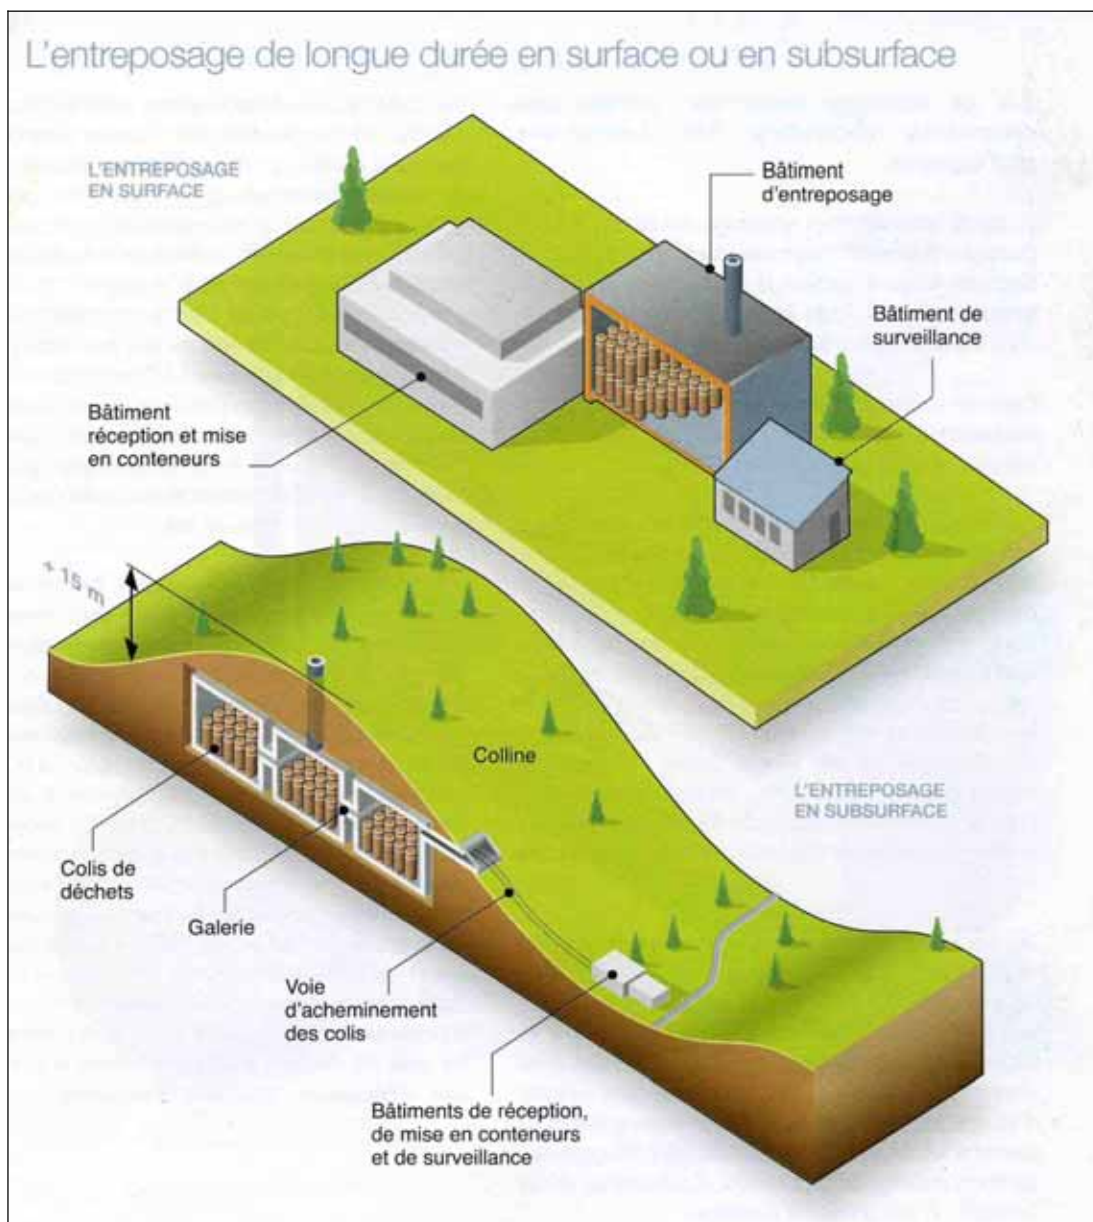 L'entreposage de longue durée en surface ou en subsurface
L'ENTREPOSAGE
EN SURFACE
Bâtiment
d'entreposage
Bâtiment de
surveillance
Bâtiment
réception et mise
en conteneurs
+ 15 m
Colline
L'ENTREPOSAGE
EN SUBSURFACE
Colis de
déchets
Galerie
Voie
d'acheminement
des colis
Bâtiments de réception,
de mise en conteneurs
et de surveillance